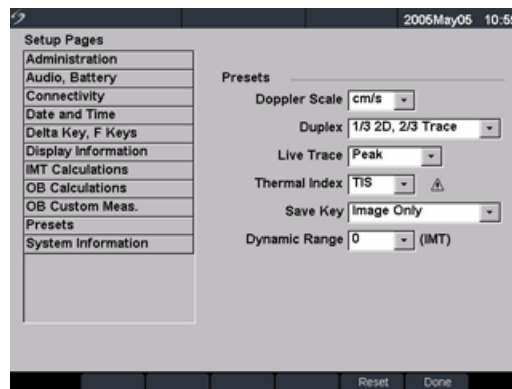 2005May05 10:59
Setup Pages
Administration
Audio, Battery
Connectivity
Date and Time
Delta Key, F Keys
Display Information
IMT Calculations
OB Calculations
OB Custom Meas.
Presets
System Information
Presets
Doppler Scale cm/s
Duplex 1/3 2D, 2/3 Trace
Live Trace Peak
Thermal Index TIS
Save Key Image Only
Dynamic Range 0 (IMT)
Reset Done